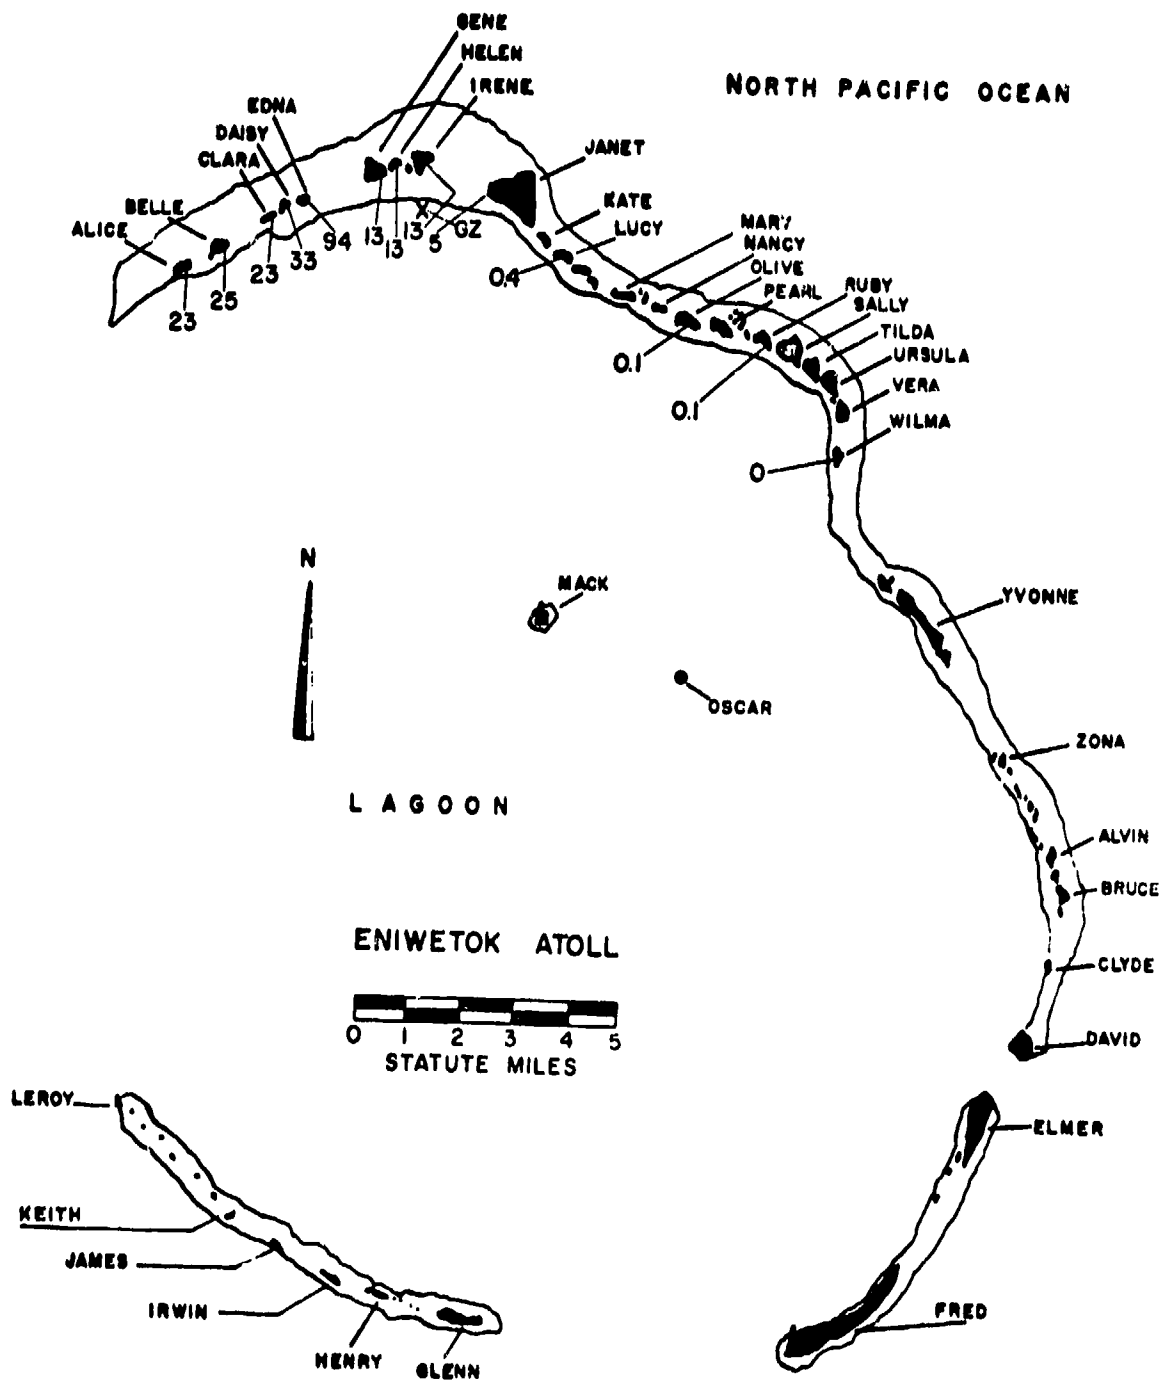 GENE
HELEN
IRENE
NORTH PACIFIC OCEAN
EDNA
DAISY
CLARA
BELLE
ALICE
JANET
KATE
LUCY
MARY
NANCY
OLIVE
PEARL
RUBY
SALLY
TILDA
URSULA
VERA
WILMA
23
25
23
33
94
13
13
13
X
GZ
5
0.4
0.1
0.1
0
N
MACK
OSCAR
YVONNE
ZONA
LAGOON
ALVIN
BRUCE
CLYDE
DAVID
ENIWETOK ATOLL
0 1 2 3 4 5
STATUTE MILES
LEROY
KEITH
JAMES
IRWIN
HENRY
GLENN
ELMER
FRED